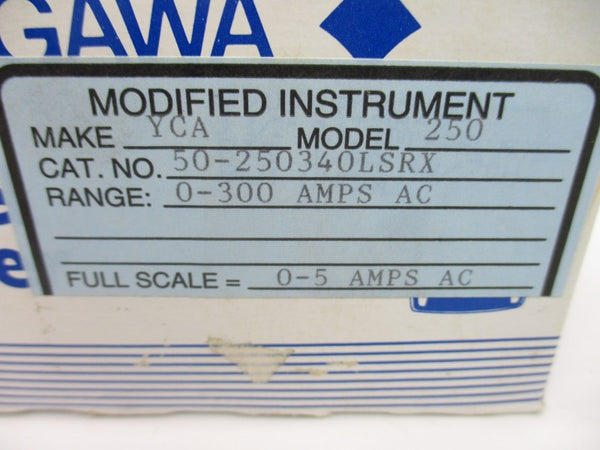 GAWA
MODIFIED INSTRUMENT
MAKE YCA MODEL 250
CAT. NO. 50-250340LSRX
RANGE: 0-300 AMPS AC
FULL SCALE = 0-5 AMPS AC
e
e